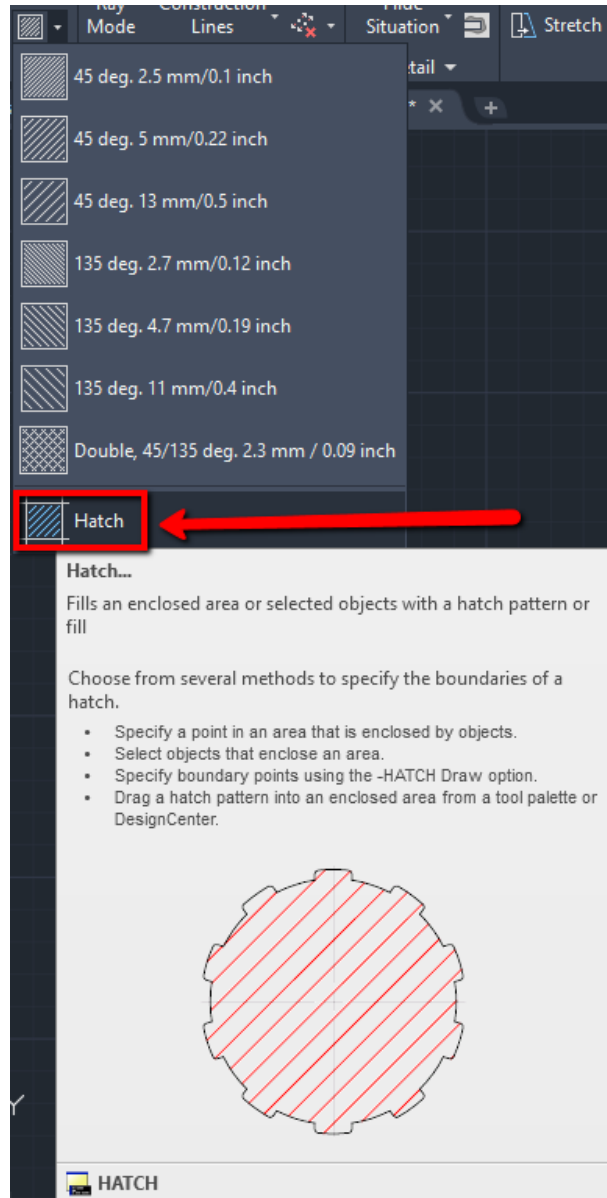 Ray Construction Hide
Mode Lines Situation Stretch
tail
45 deg. 2.5 mm/0.1 inch
*
45 deg. 5 mm/0.22 inch
45 deg. 13 mm/0.5 inch
135 deg. 2.7 mm/0.12 inch
135 deg. 4.7 mm/0.19 inch
135 deg. 11 mm/0.4 inch
Double, 45/135 deg. 2.3 mm / 0.09 inch
Hatch
Hatch...
Fills an enclosed area or selected objects with a hatch pattern or
fill
Choose from several methods to specify the boundaries of a
hatch.
• Specify a point in an area that is enclosed by objects.
• Select objects that enclose an area.
• Specify boundary points using the -HATCH Draw option.
• Drag a hatch pattern into an enclosed area from a tool palette or
DesignCenter.
Y
HATCH